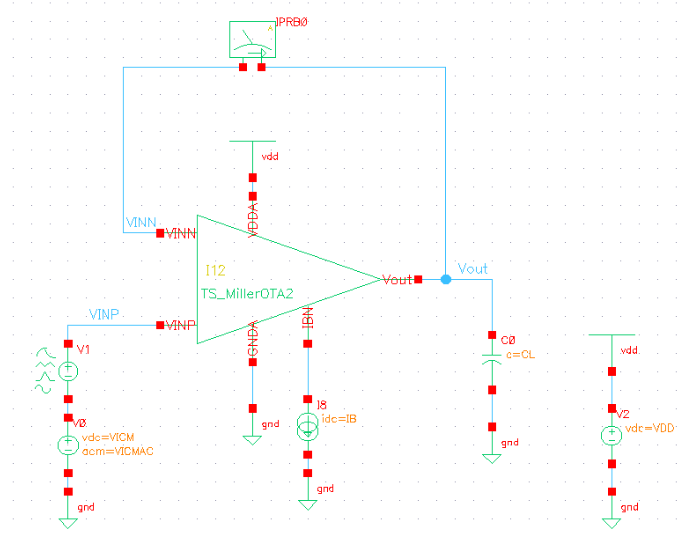 IPRB0
A
vdd
VINN
VINN
VDDA
I12
TS_MillerOTA2
Vout
Vout
VINP
VINP
GNDA
IBN
V1
C0
c=CL
vdd
V0
vdc=VICM
acm=VICMAC
gnd
I8
idc=IB
V2
vdc=VDD
gnd
gnd
gnd
gnd